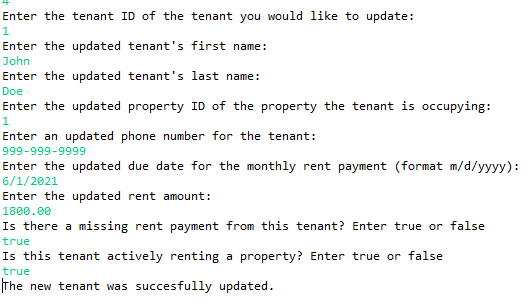 4
Enter the tenant ID of the tenant you would like to update:
1
Enter the updated tenant's first name:
John
Enter the updated tenant's last name:
Doe
Enter the updated property ID of the property the tenant is occupying:
1
Enter an updated phone number for the tenant:
999-999-9999
Enter the updated due date for the monthly rent payment (format m/d/yyyy):
6/1/2021
Enter the updated rent amount:
1800.00
Is there a missing rent payment from this tenant? Enter true or false
true
Is this tenant actively renting a property? Enter true or false
true
The new tenant was succesfully updated.